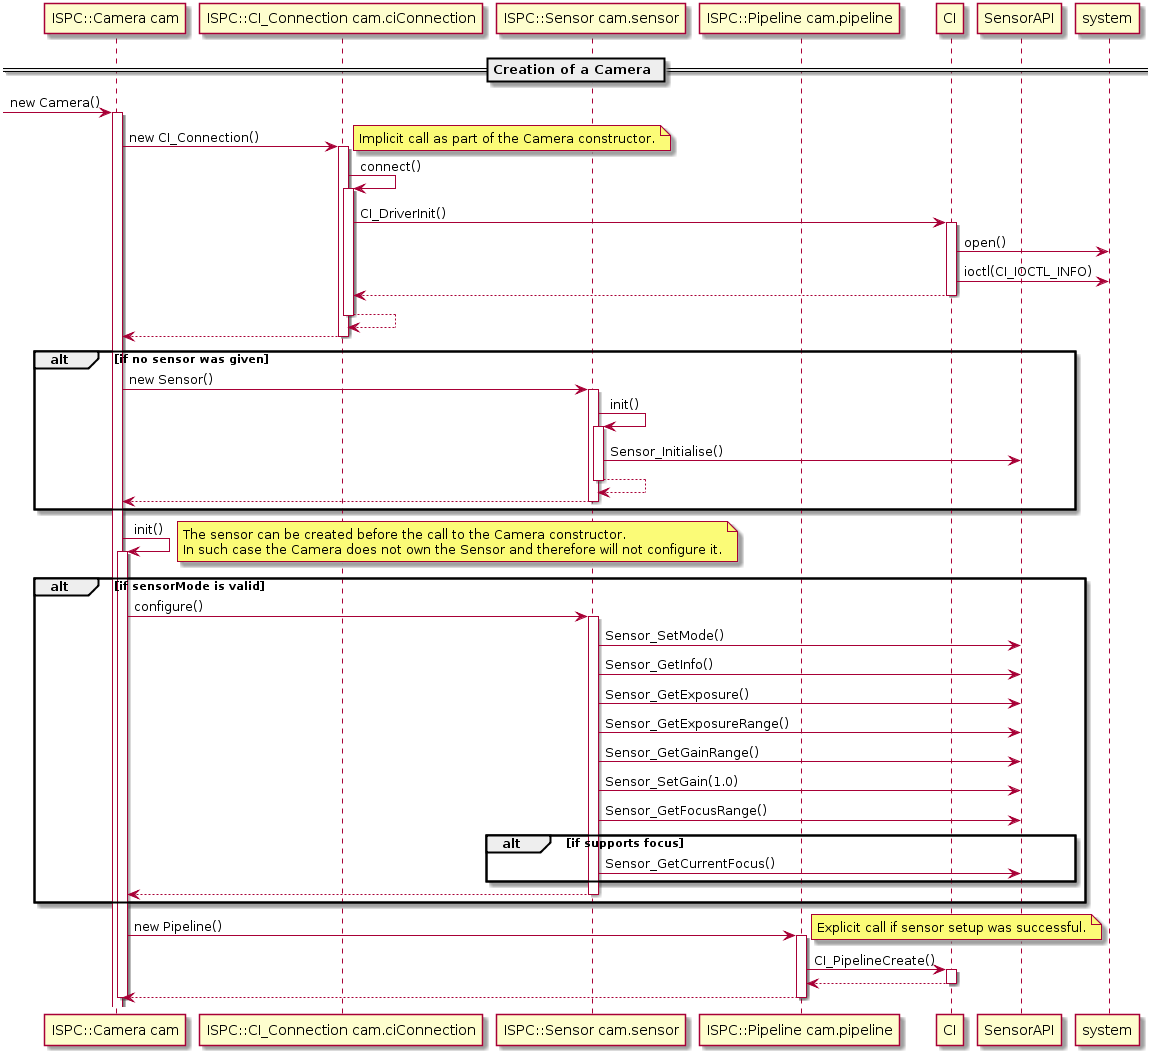 ISPC::Camera cam
ISPC::CI_Connection cam.ciConnection
ISPC::Sensor cam.sensor
ISPC::Pipeline cam.pipeline
CI
SensorAPI
system
Creation of a Camera
new Camera()
new CI_Connection()
Implicit call as part of the Camera constructor.
connect()
CI_DriverInit()
open()
ioctl(CI_IOCTL_INFO)
alt
[if no sensor was given]
new Sensor()
init()
Sensor_Initialise()
init()
The sensor can be created before the call to the Camera constructor.
In such case the Camera does not own the Sensor and therefore will not configure it.
alt
[if sensorMode is valid]
configure()
Sensor_SetMode()
Sensor_GetInfo()
Sensor_GetExposure()
Sensor_GetExposureRange()
Sensor_GetGainRange()
Sensor_SetGain(1.0)
Sensor_GetFocusRange()
alt
[if supports focus]
Sensor_GetCurrentFocus()
new Pipeline()
Explicit call if sensor setup was successful.
CI_PipelineCreate()
ISPC::Camera cam
ISPC::CI_Connection cam.ciConnection
ISPC::Sensor cam.sensor
ISPC::Pipeline cam.pipeline
CI
SensorAPI
system